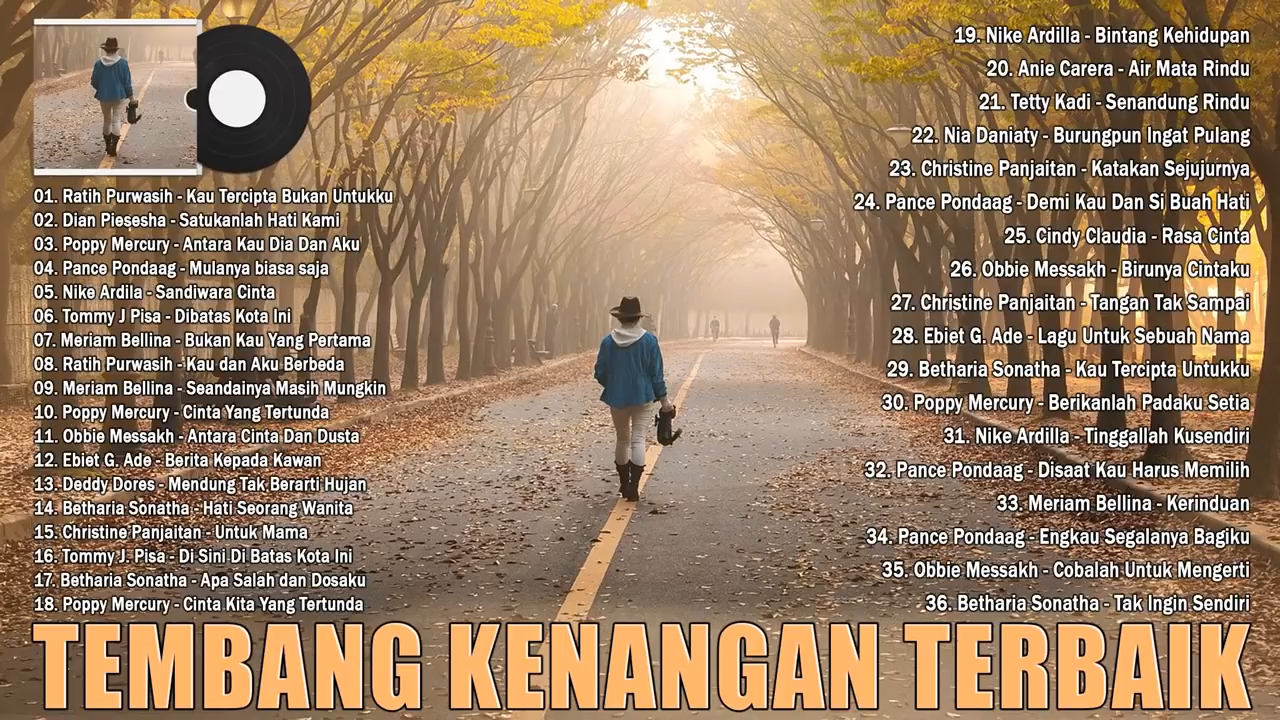 01. Ratih Purwasih - Kau Tercipta Bukan Untukku
02. Dian Piesesha - Satukanlah Hati Kami
03. Poppy Mercury - Antara Kau Dia Dan Aku
04. Pance Pondaag - Mulanya biasa saja
05. Nike Ardila - Sandiwara Cinta
06. Tommy J Pisa - Dibatas Kota Ini
07. Meriam Bellina - Bukan Kau Yang Pertama
08. Ratih Purwasih - Kau dan Aku Berbeda
09. Meriam Bellina - Seandainya Masih Mungkin
10. Poppy Mercury - Cinta Yang Tertunda
11. Obbie Messakh - Antara Cinta Dan Dusta
12. Ebiet G. Ade - Berita Kepada Kawan
13. Deddy Dores - Mendung Tak Berarti Hujan
14. Betharia Sonatha - Hati Seorang Wanita
15. Christine Panjaitan - Untuk Mama
16. Tommy J. Pisa - Di Sini Di Batas Kota Ini
17. Betharia Sonatha - Apa Salah dan Dosaku
18. Poppy Mercury - Cinta Kita Yang Tertunda
19. Nike Ardilla - Bintang Kehidupan
20. Anie Carera - Air Mata Rindu
21. Tetty Kadi - Senandung Rindu
22. Nia Daniaty - Burungpun Ingat Pulang
23. Christine Panjaitan - Katakan Sejujurnya
24. Pance Pondaag - Demi Kau Dan Si Buah Hati
25. Cindy Claudia - Rasa Cinta
26. Obbie Messakh - Birunya Cintaku
27. Christine Panjaitan - Tangan Tak Sampai
28. Ebiet G. Ade - Lagu Untuk Sebuah Nama
29. Betharia Sonatha - Kau Tercipta Untukku
30. Poppy Mercury - Berikanlah Padaku Setia
31. Nike Ardilla - Tinggallah Kusendiri
32. Pance Pondaag - Disaat Kau Harus Memilih
33. Meriam Bellina - Kerinduan
34. Pance Pondaag - Engkau Segalanya Bagiku
35. Obbie Messakh - Cobalah Untuk Mengerti
36. Betharia Sonatha - Tak Ingin Sendiri
TEMBANG KENANGAN TERBAIK